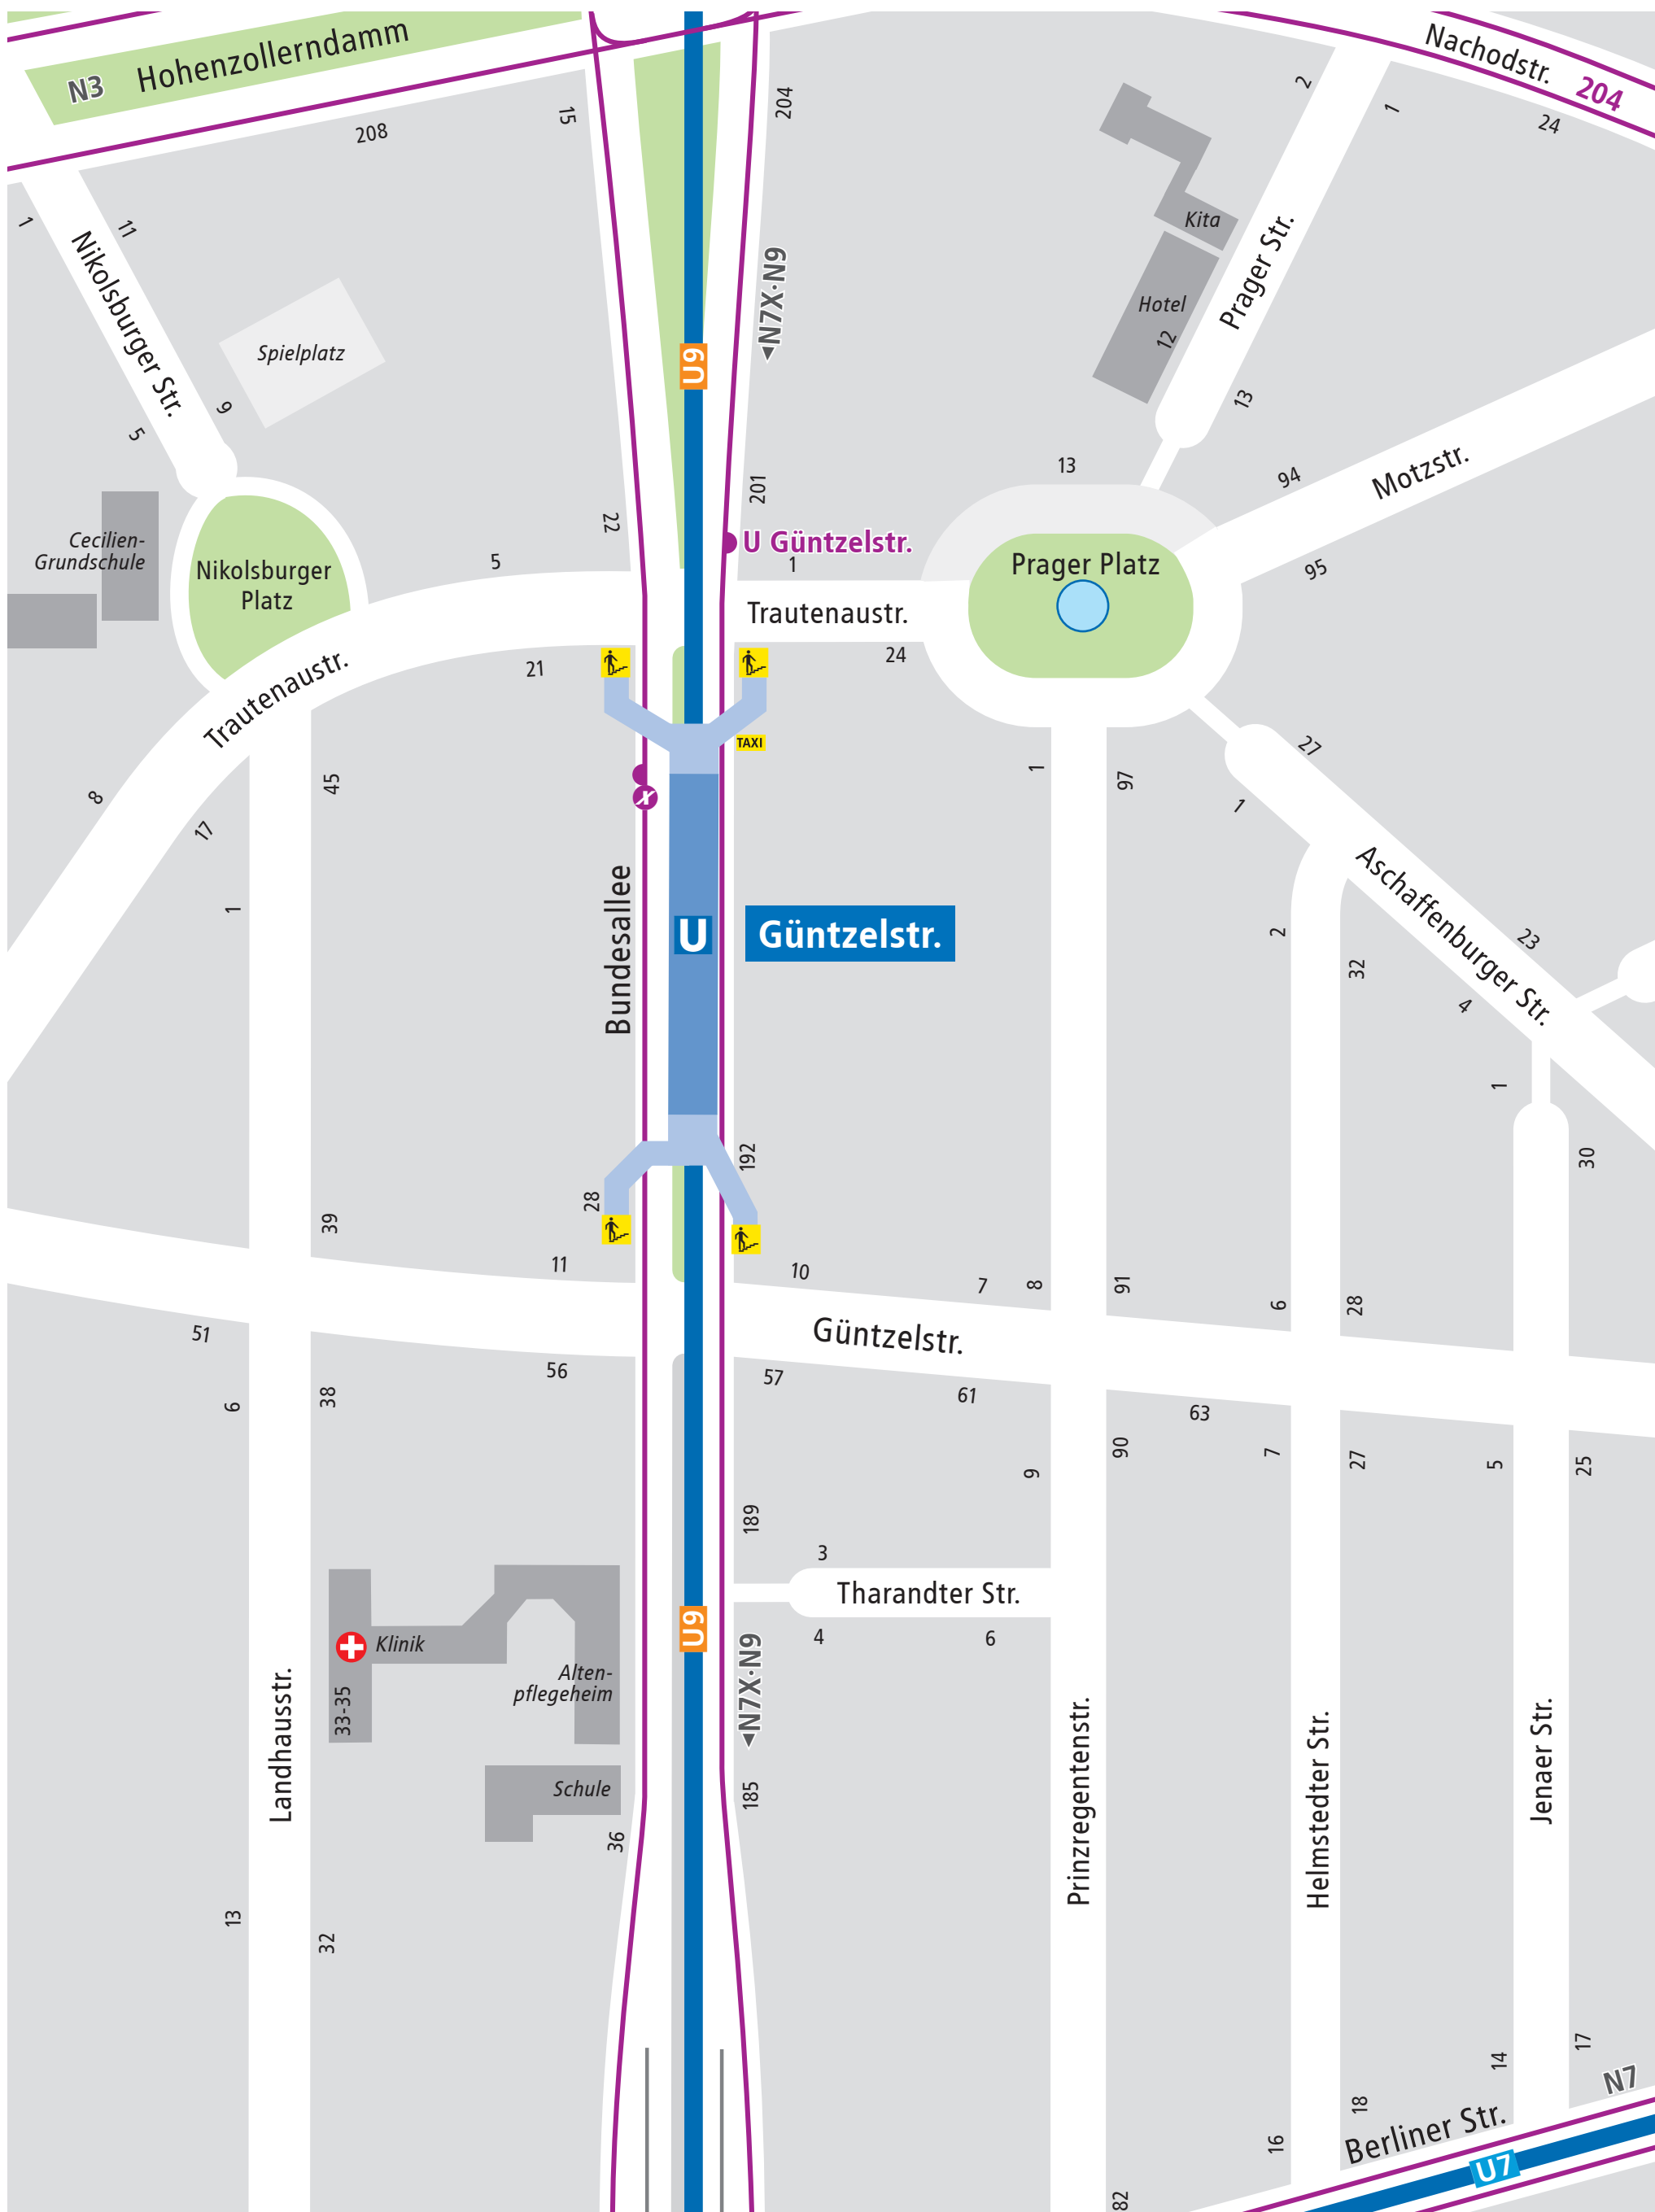 Hohenzollerndamm
N3
Nachodstr.
204
208
15
204
2
1
24
1
11
Nikolsburger Str.
Kita
Prager Str.
Hotel
12
◀N7X·N9
Spielplatz
U9
9
5
13
13
94
Motzstr.
201
22
95
Cecilien-
Grundschule
Nikolsburger
Platz
5
U Güntzelstr.
1
Prager Platz
Trautenaustr.
24
21
Trautenaustr.
TAXI
27
1
97
1
45
8
17
x
1
Bundesallee
U
Güntzelstr.
Aschaffenburger Str.
2
32
23
4
1
30
192
28
39
11
10
7
8
91
6
28
51
Güntzelstr.
56
57
61
63
6
38
9
90
7
27
5
25
189
3
Tharandter Str.
4
6
U9
Klinik
Alten-
pflegeheim
33-35
◀N7X·N9
Landhausstr.
Schule
36
185
Prinzregentenstr.
Helmstedter Str.
Jenaer Str.
13
32
14
17
N7
18
16
Berliner Str.
U7
82